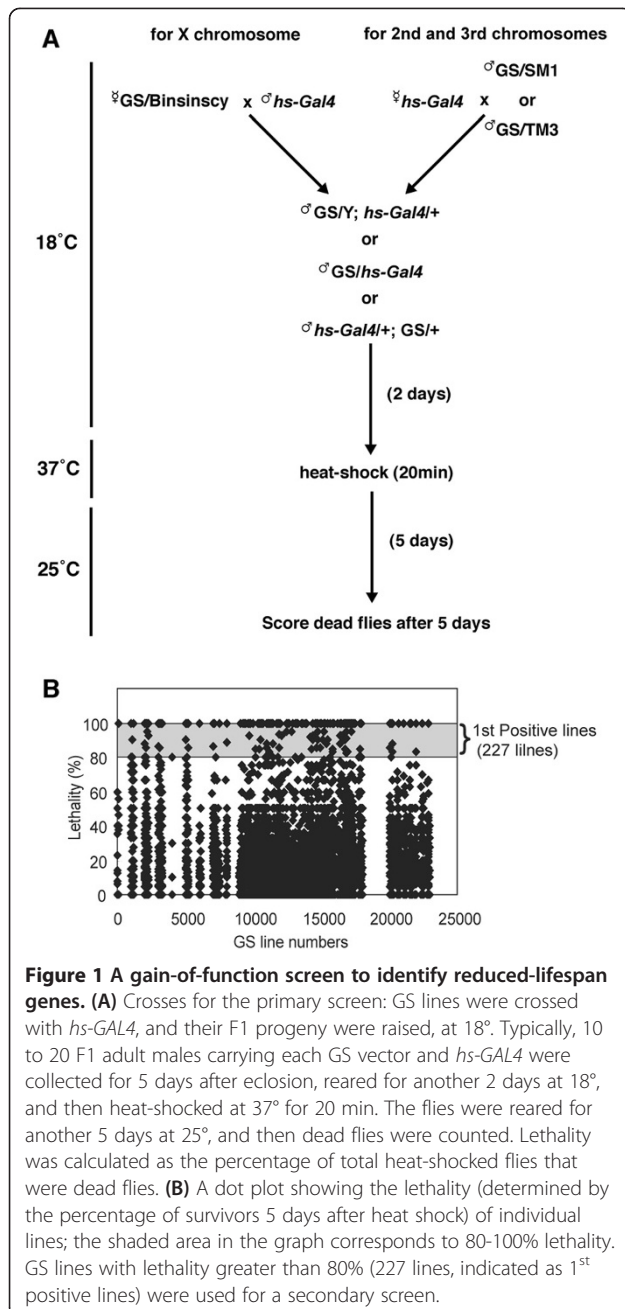 A
for X chromosome
for 2nd and 3rd chromosomes
♂GS/SM1
☿GS/Binsinscy x ♂hs-Gal4
☿hs-Gal4 x or
♂GS/TM3
♂GS/Y; hs-Gal4/+
or
18°C
♂GS/hs-Gal4
or
♂hs-Gal4/+; GS/+
(2 days)
37°C
heat-shock (20min)
(5 days)
25°C
Score dead flies after 5 days
B
Lethality (%)
100
80
60
40
20
0
1st Positive lines
(227 lilnes)
0 5000 10000 15000 20000 25000
GS line numbers
Figure 1 A gain-of-function screen to identify reduced-lifespan
genes. (A) Crosses for the primary screen: GS lines were crossed
with hs-GAL4, and their F1 progeny were raised, at 18°. Typically, 10
to 20 F1 adult males carrying each GS vector and hs-GAL4 were
collected for 5 days after eclosion, reared for another 2 days at 18°,
and then heat-shocked at 37° for 20 min. The flies were reared for
another 5 days at 25°, and then dead flies were counted. Lethality
was calculated as the percentage of total heat-shocked flies that
were dead flies. (B) A dot plot showing the lethality (determined by
the percentage of survivors 5 days after heat shock) of individual
lines; the shaded area in the graph corresponds to 80-100% lethality.
GS lines with lethality greater than 80% (227 lines, indicated as 1st
positive lines) were used for a secondary screen.